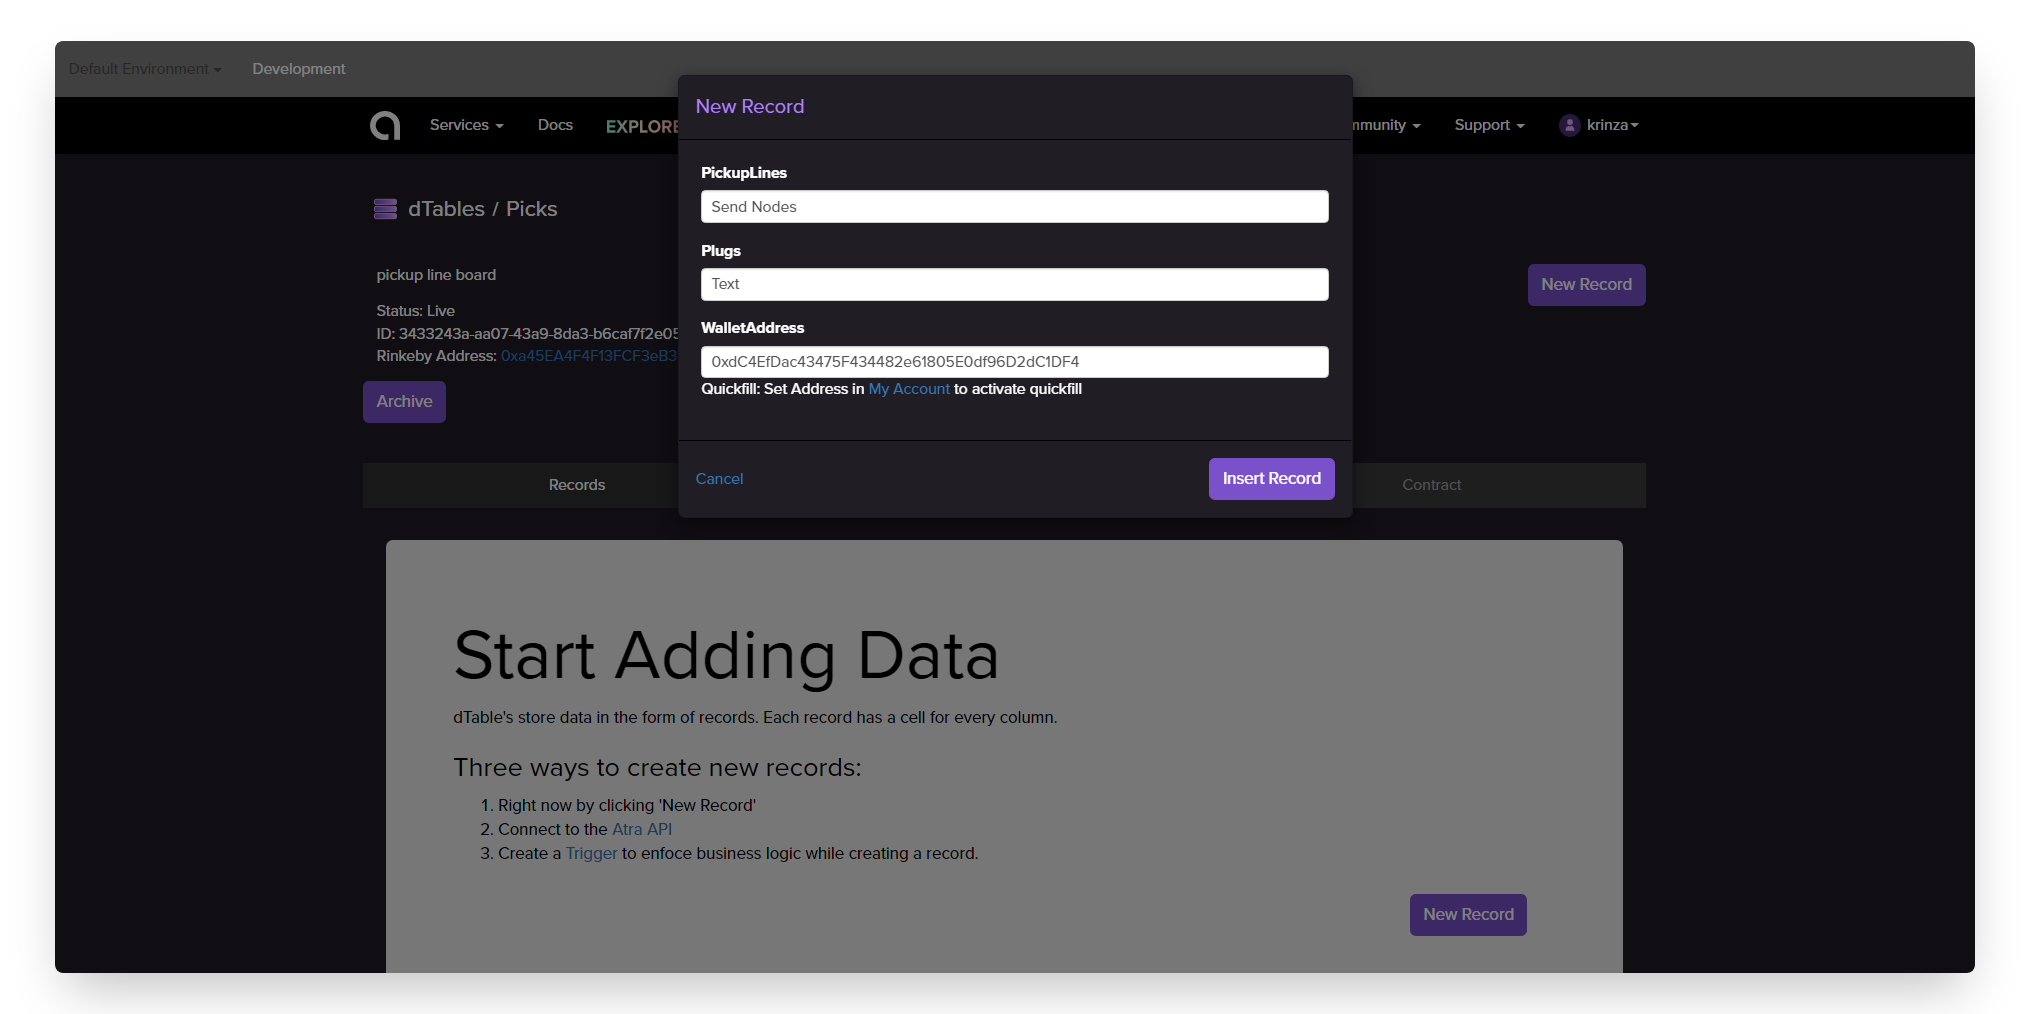 Default Environment
Development
New Record
Services
Docs
EXPLORE
Support
krinza
PickupLines
Send Nodes
dTables / Picks
Plugs
pickup line board
Text
New Record
Status: Live
WalletAddress
ID: 3433243a-aa07-43a9-8da3-b6caf7f2e05
Rinkeby Address: 0xa45EA4F4F13FCF3eB3
0xdC4EfDac43475F434482e61805E0df96D2dC1DF4
Quickfill: Set Address in My Account to activate quickfill
Archive
Cancel
Insert Record
Records
Contract
Start Adding Data
dTable's store data in the form of records. Each record has a cell for every column.
Three ways to create new records:
1. Right now by clicking 'New Record'
2. Connect to the Atra API
3. Create a Trigger to enfoce business logic while creating a record.
New Record